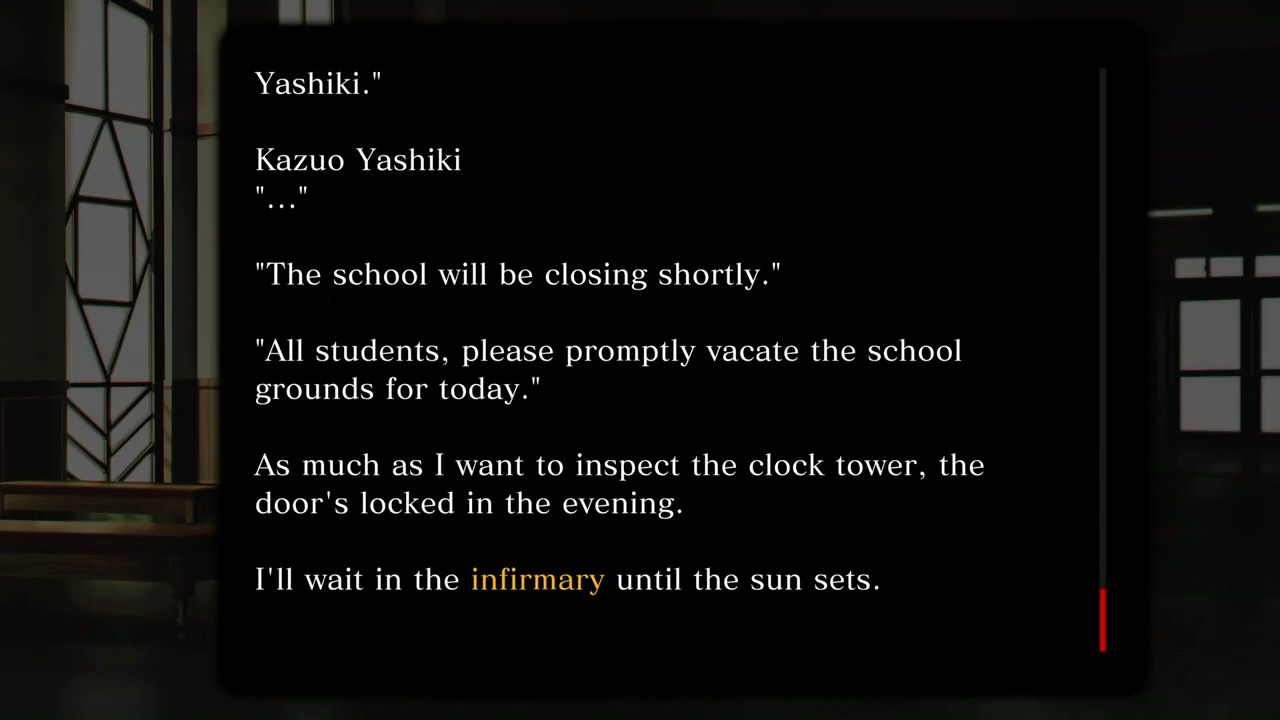 Yashiki."
Kazuo Yashiki
"..."
"The school will be closing shortly."
"All students, please promptly vacate the school
grounds for today."
As much as I want to inspect the clock tower, the
door's locked in the evening.
I'll wait in the infirmary until the sun sets.